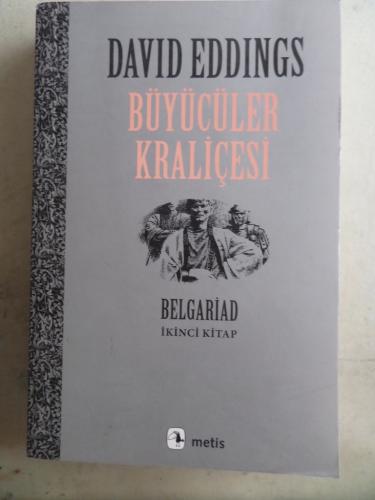 DAVID EDDINGS
BÜYÜCÜLER
KRALİÇESİ
BELGARİAD
İKİNCİ KİTAP
metis